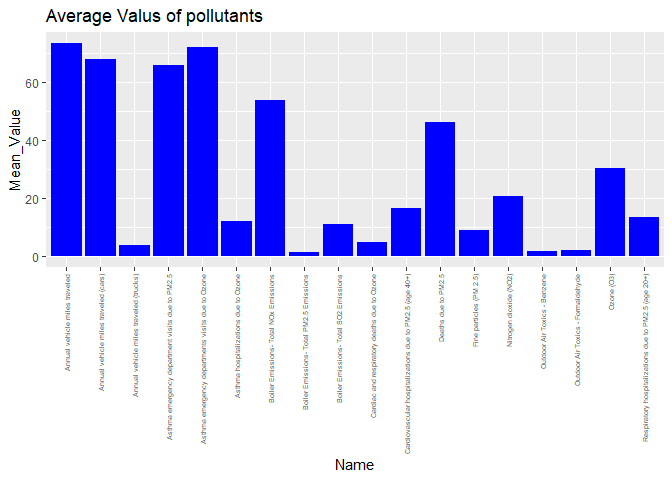 Average Valus of pollutants
Mean_Value
60
40
20
0
Annual vehicle miles traveled
Annual vehicle miles traveled (cars)
Annual vehicle miles traveled (trucks)
Asthma emergency department visits due to PM2.5
Asthma emergency departments visits due to Ozone
Asthma hospitalizations due to Ozone
Boiler Emissions- Total NOx Emissions
Boiler Emissions- Total PM2.5 Emissions
Boiler Emissions- Total SO2 Emissions
Cardiac and respiratory deaths due to Ozone
Cardiovascular hospitalizations due to PM2.5 (age 40+)
Deaths due to PM2.5
Fine particles (PM 2.5)
Nitrogen dioxide (NO2)
Outdoor Air Toxics - Benzene
Outdoor Air Toxics - Formaldehyde
Ozone (O3)
Respiratory hospitalizations due to PM2.5 (age 20+)
Name